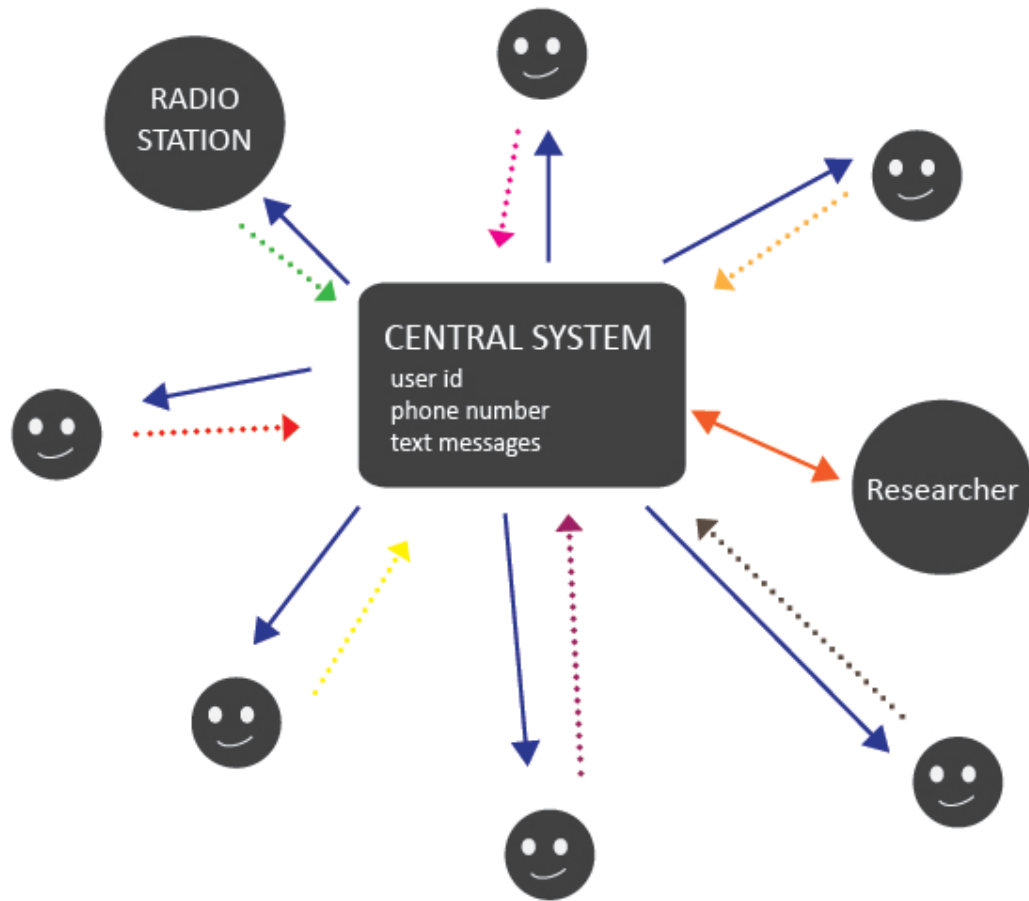 RADIO
STATION
CENTRAL SYSTEM
user id
phone number
text messages
Researcher